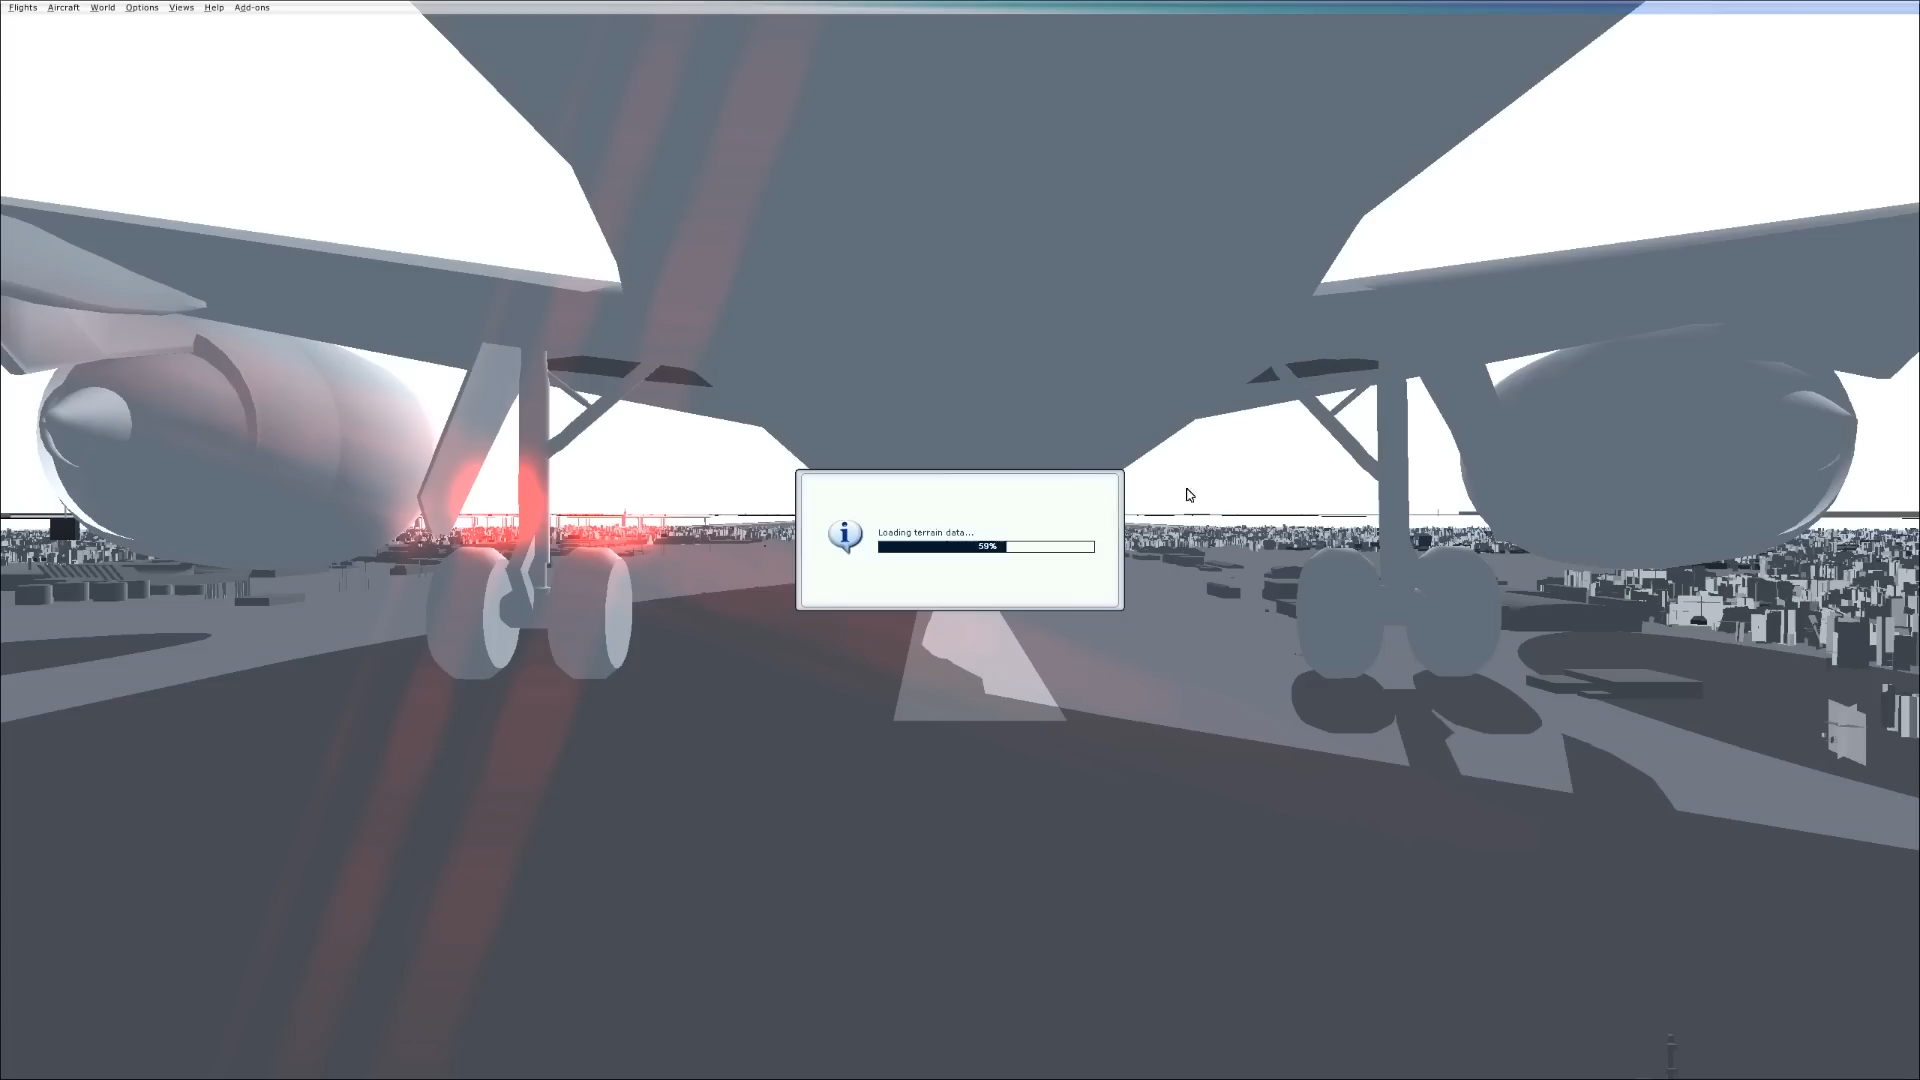 Flights Aircraft World Options Views Help Add-ons
Loading terrain data...
59%